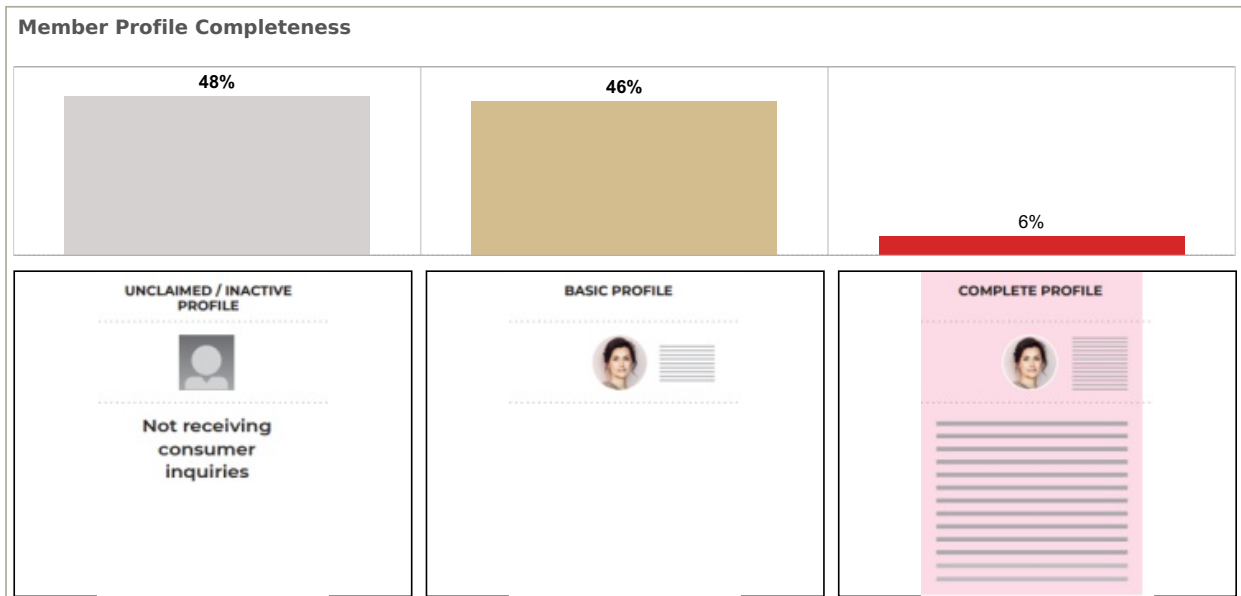 Member Profile Completeness
48%
46%
6%
UNCLAIMED / INACTIVE
PROFILE
Not receiving
consumer
inquiries
BASIC PROFILE
COMPLETE PROFILE